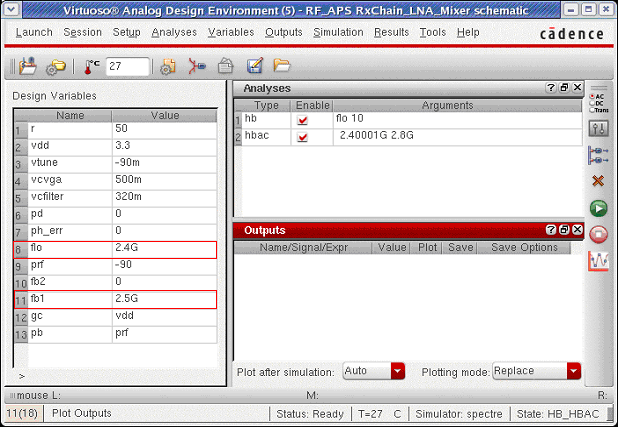 Virtuoso® Analog Design Environment (5) - RF_APS RxChain_LNA_Mixer schematic
Launch Session Setup Analyses Variables Outputs Simulation Results Tools Help cādence
°C 27
Design Variables
Name Value
1 r 50
2 vdd 3.3
3 vtune -90m
4 vcvga 500m
5 vcfilter 320m
6 pd 0
7 ph_err 0
8 flo 2.4G
9 prf -90
10 fb2 0
11 fb1 2.5G
12 gc vdd
13 pb prf
>
Analyses
Type Enable Arguments
1 hb flo 10
2 hbac 2.40001G 2.8G
Outputs
Name/Signal/Expr Value Plot Save Save Options
Plot after simulation: Auto Plotting mode: Replace
AC
DC
Trans
mouse L: M: R:
11(18) Plot Outputs Status: Ready T=27 C Simulator: spectre State: HB_HBAC